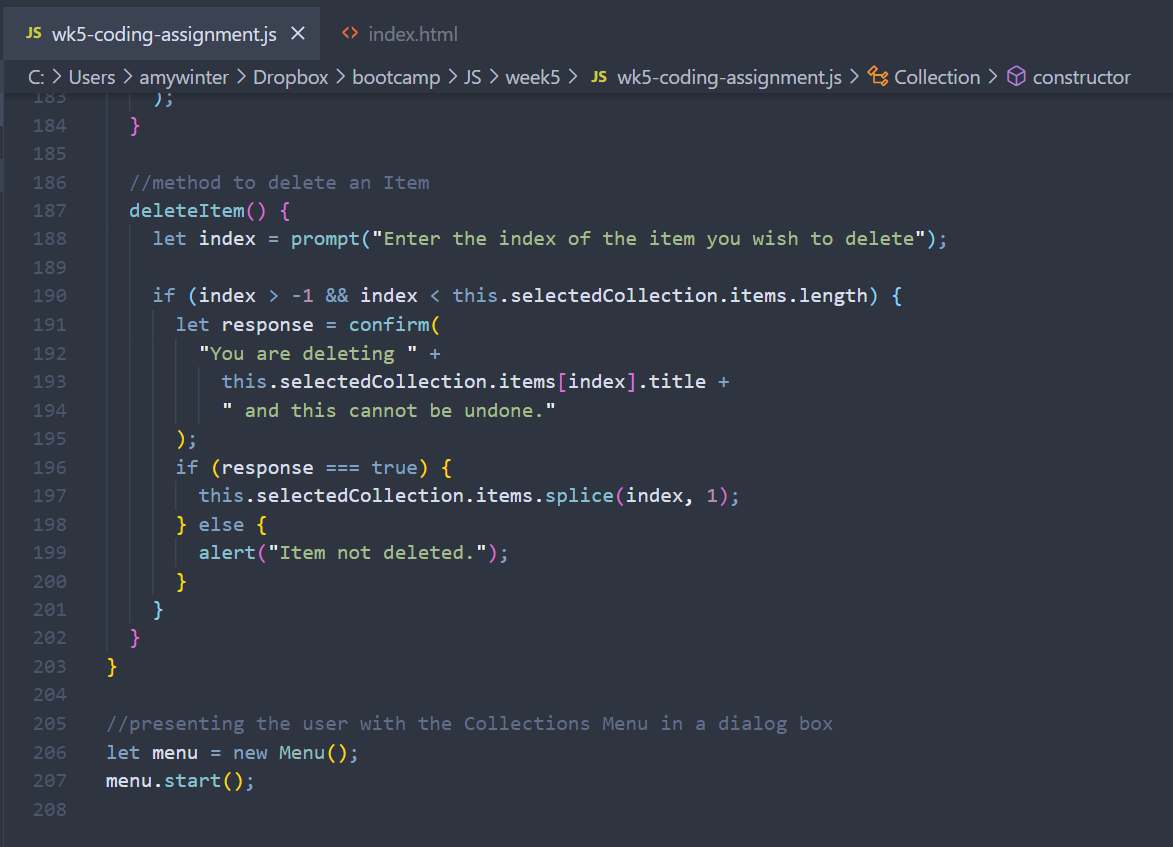 JS wk5-coding-assignment.js × <> index.html
C: > Users > amywinter > Dropbox > bootcamp > JS > week5 > JS wk5-coding-assignment.js > Collection > constructor
183 );
184 }
185
186 //method to delete an Item
187 deleteItem() {
188 let index = prompt("Enter the index of the item you wish to delete");
189
190 if (index > -1 && index < this.selectedCollection.items.length) {
191 let response = confirm(
192 "You are deleting " +
193 this.selectedCollection.items[index].title +
194 " and this cannot be undone."
195 );
196 if (response === true) {
197 this.selectedCollection.items.splice(index, 1);
198 } else {
199 alert("Item not deleted.");
200 }
201 }
202 }
203 }
204
205 //presenting the user with the Collections Menu in a dialog box
206 let menu = new Menu();
207 menu.start();
208